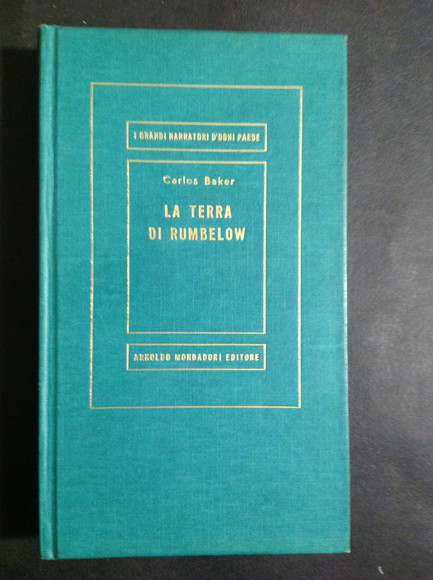 I GRANDI NARRATORI D'OGNI PAESE
Carlos Baker
LA TERRA
DI RUMBELOW
ARNOLDO MONDADORI EDITORE